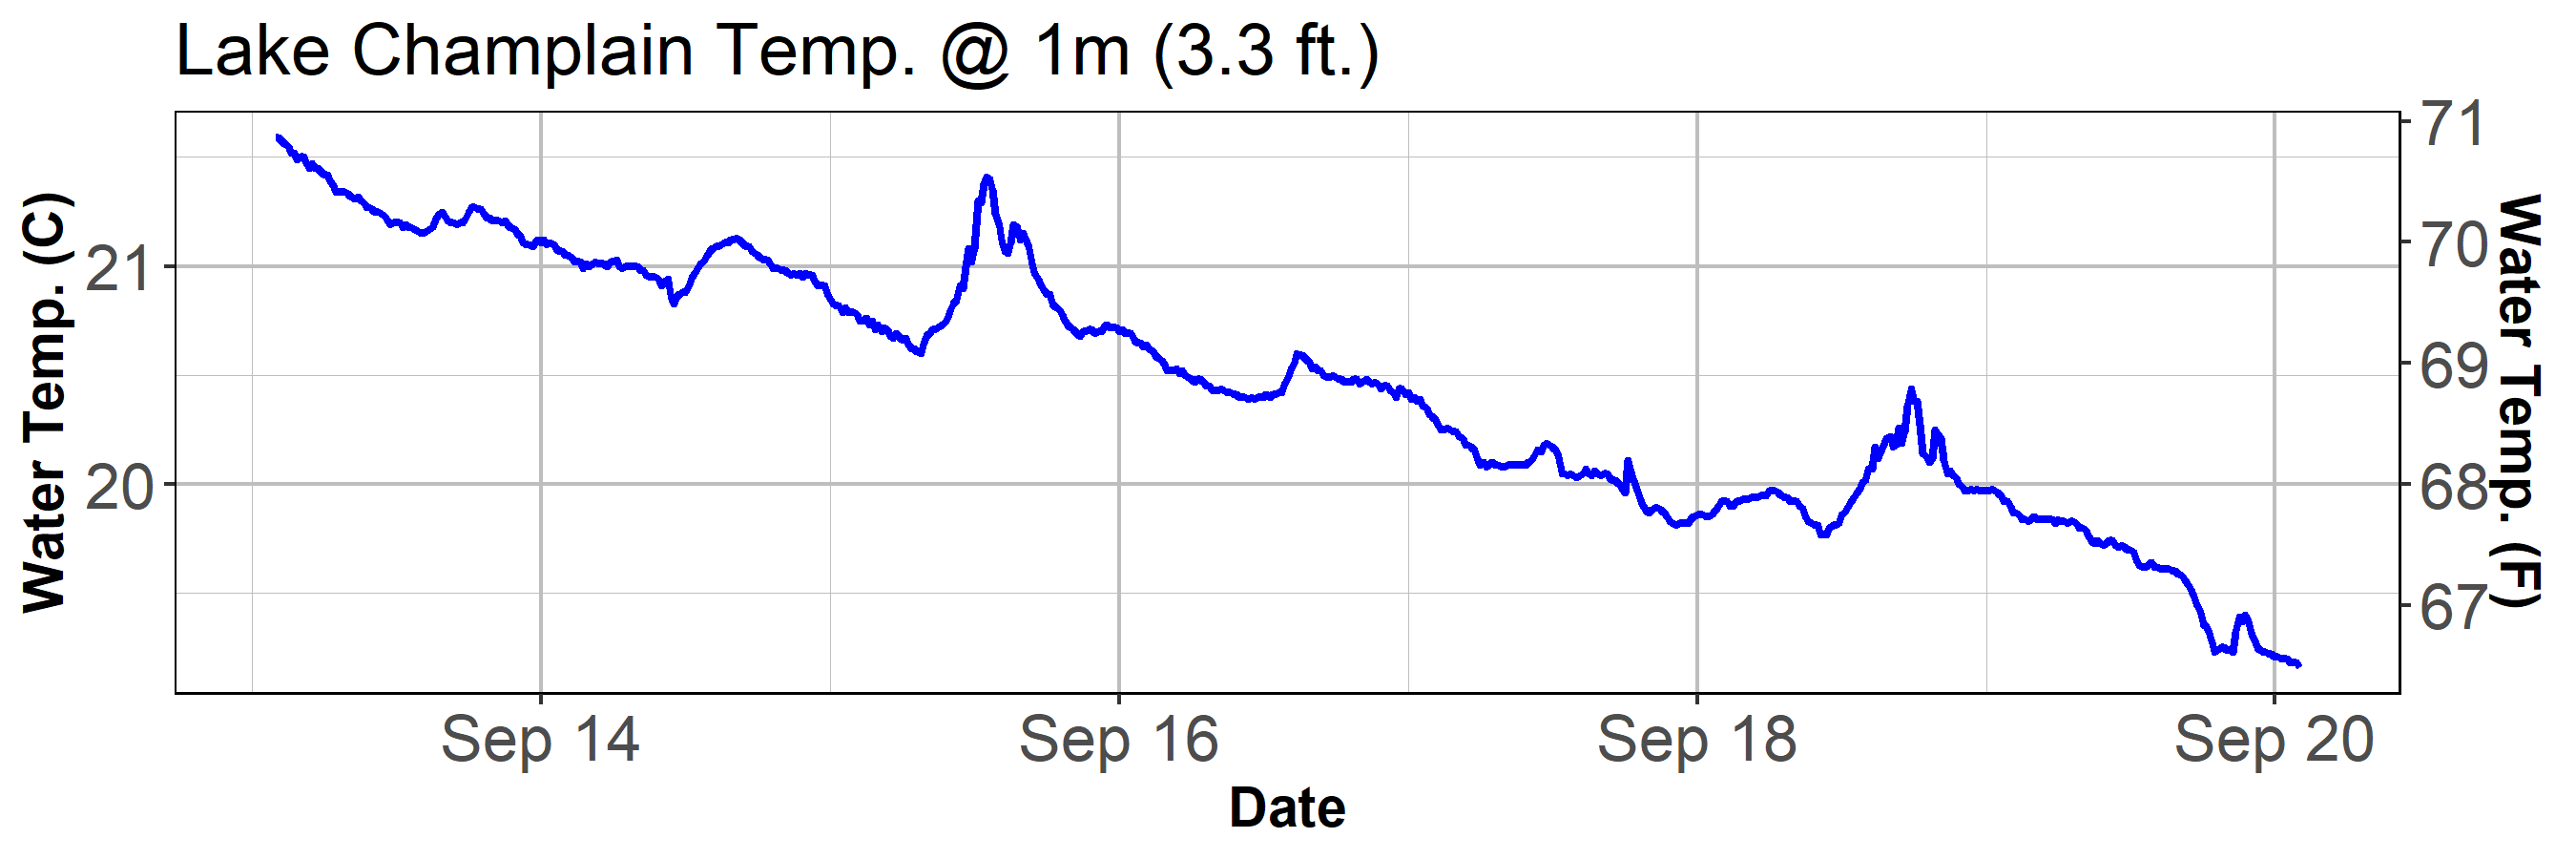 Lake Champlain Temp. @ 1m (3.3 ft.)
Water Temp. (C)
21
20
71
70
69
68
67
Water Temp. (F)
Sep 14 Sep 16 Sep 18 Sep 20
Date